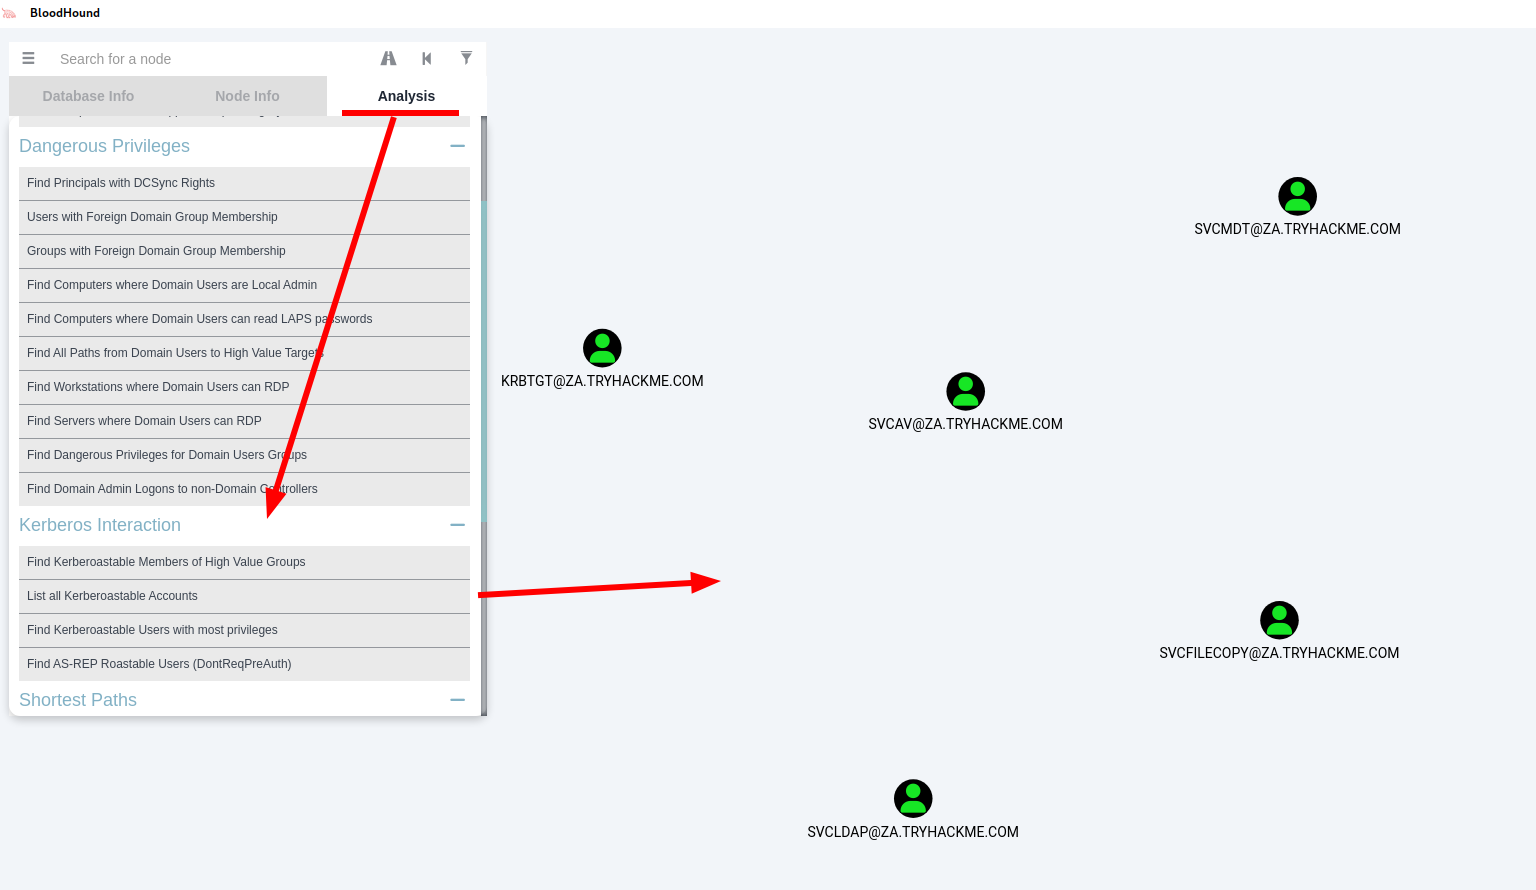 BloodHound
Search for a node
Database Info
Node Info
Analysis
Dangerous Privileges
Find Principals with DCSync Rights
Users with Foreign Domain Group Membership
Groups with Foreign Domain Group Membership
Find Computers where Domain Users are Local Admin
Find Computers where Domain Users can read LAPS passwords
Find All Paths from Domain Users to High Value Targets
Find Workstations where Domain Users can RDP
Find Servers where Domain Users can RDP
Find Dangerous Privileges for Domain Users Groups
Find Domain Admin Logons to non-Domain Controllers
Kerberos Interaction
Find Kerberoastable Members of High Value Groups
List all Kerberoastable Accounts
Find Kerberoastable Users with most privileges
Find AS-REP Roastable Users (DontReqPreAuth)
Shortest Paths
SVCMDT@ZA.TRYHACKME.COM
KRBTGT@ZA.TRYHACKME.COM
SVCAV@ZA.TRYHACKME.COM
SVCFILECOPY@ZA.TRYHACKME.COM
SVCLDAP@ZA.TRYHACKME.COM